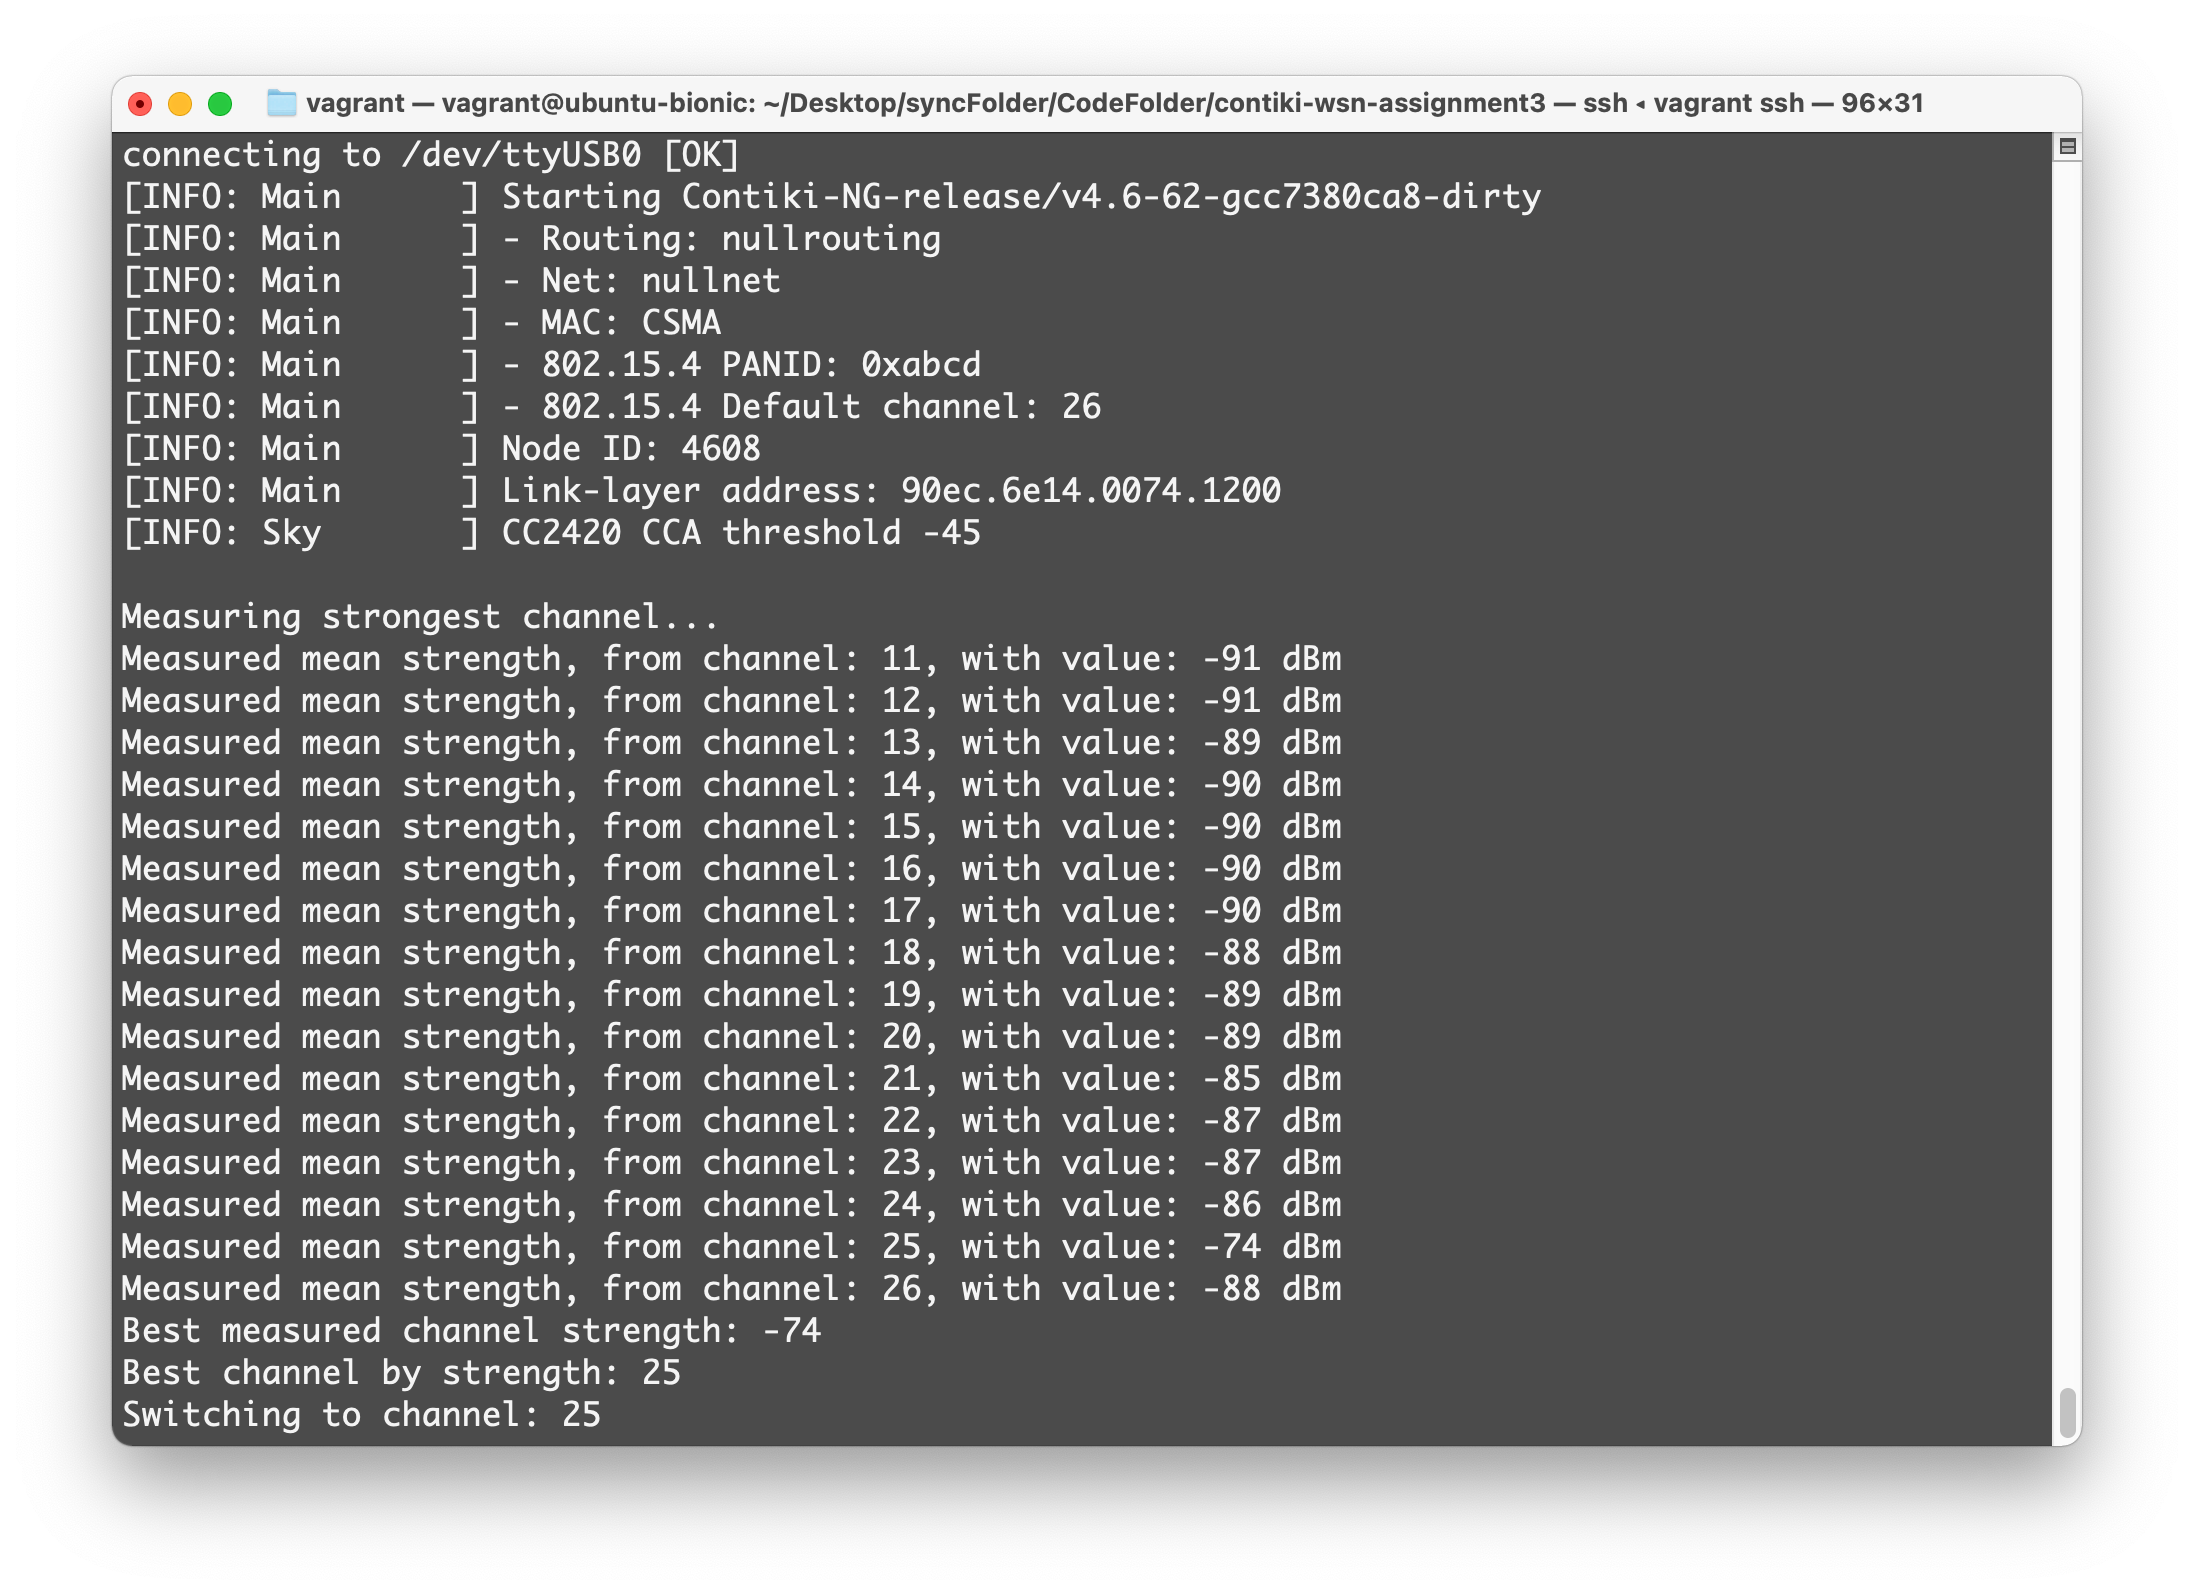 vagrant — vagrant@ubuntu-bionic: ~/Desktop/syncFolder/CodeFolder/contiki-wsn-assignment3 — ssh ◂ vagrant ssh — 96×31
connecting to /dev/ttyUSB0 [OK]
[INFO: Main      ] Starting Contiki-NG-release/v4.6-62-gcc7380ca8-dirty
[INFO: Main      ] - Routing: nullrouting
[INFO: Main      ] - Net: nullnet
[INFO: Main      ] - MAC: CSMA
[INFO: Main      ] - 802.15.4 PANID: 0xabcd
[INFO: Main      ] - 802.15.4 Default channel: 26
[INFO: Main      ] Node ID: 4608
[INFO: Main      ] Link-layer address: 90ec.6e14.0074.1200
[INFO: Sky       ] CC2420 CCA threshold -45
Measuring strongest channel...
Measured mean strength, from channel: 11, with value: -91 dBm
Measured mean strength, from channel: 12, with value: -91 dBm
Measured mean strength, from channel: 13, with value: -89 dBm
Measured mean strength, from channel: 14, with value: -90 dBm
Measured mean strength, from channel: 15, with value: -90 dBm
Measured mean strength, from channel: 16, with value: -90 dBm
Measured mean strength, from channel: 17, with value: -90 dBm
Measured mean strength, from channel: 18, with value: -88 dBm
Measured mean strength, from channel: 19, with value: -89 dBm
Measured mean strength, from channel: 20, with value: -89 dBm
Measured mean strength, from channel: 21, with value: -85 dBm
Measured mean strength, from channel: 22, with value: -87 dBm
Measured mean strength, from channel: 23, with value: -87 dBm
Measured mean strength, from channel: 24, with value: -86 dBm
Measured mean strength, from channel: 25, with value: -74 dBm
Measured mean strength, from channel: 26, with value: -88 dBm
Best measured channel strength: -74
Best channel by strength: 25
Switching to channel: 25